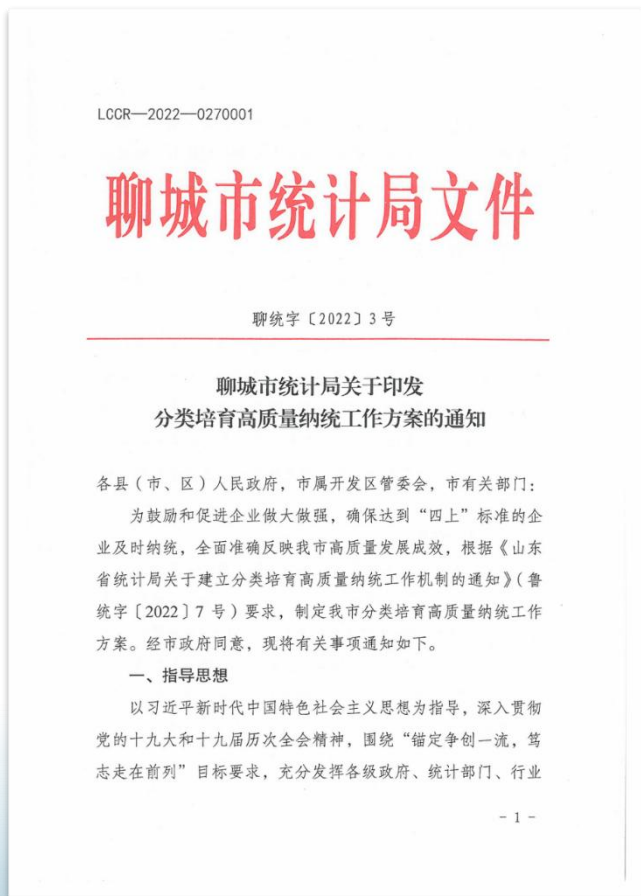 LCCR—2022—0270001
聊城市统计局文件
聊统字〔2022〕3号
聊城市统计局关于印发
分类培育高质量纳统工作方案的通知
各县（市、区）人民政府，市属开发区管委会，市有关部门：
为鼓励和促进企业做大做强，确保达到“四上”标准的企
业及时纳统，全面准确反映我市高质量发展成效，根据《山东
省统计局关于建立分类培育高质量纳统工作机制的通知》（鲁
统字〔2022〕7号）要求，制定我市分类培育高质量纳统工作
方案。经市政府同意，现将有关事项通知如下。
一、指导思想
以习近平新时代中国特色社会主义思想为指导，深入贯彻
党的十九大和十九届历次全会精神，围绕“锚定争创一流，笃
志走在前列”目标要求，充分发挥各级政府、统计部门、行业
- 1 -